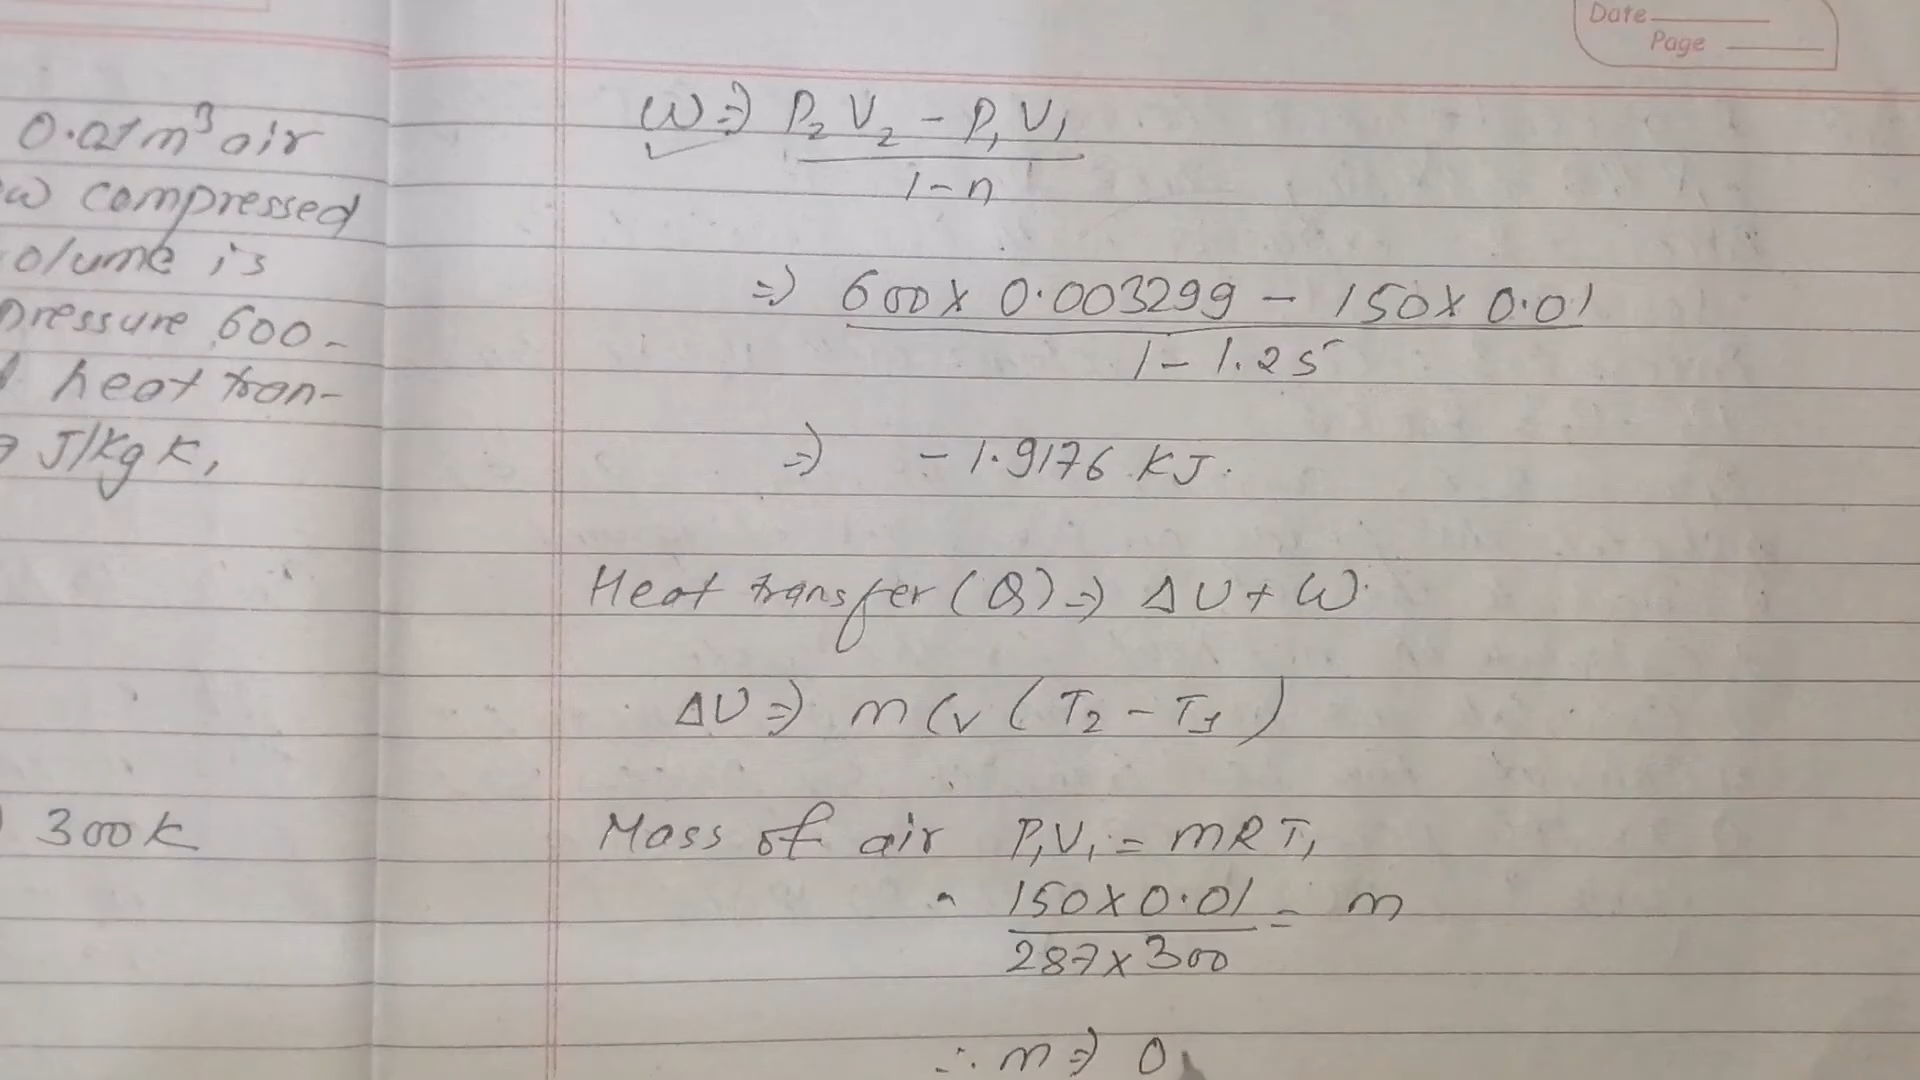 Date
Page
0.01m³ air
compressed
olume is
pressure 600-
heat tran-
J/kgK,
300K
W ⇒ P₂V₂ - P₁V₁
1-n
⇒ 600 x 0.003299 - 150 x 0.01
1-1.25
⇒ -1.9176 KJ.
Heat transfer (Q) ⇒ ΔU + W.
ΔU ⇒ m Cv (T₂ - T₁)
Mass of air P₁V₁ = mRT₁
150 x 0.01 = m
287 x 300
∴ m ⇒ 0